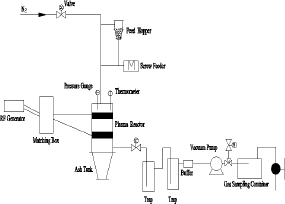 N₂
Valve
Feed Hopper
M
Screw Feeder
Pressure Gauge
Thermometer
RF Generator
Plasma Reactor
Matching Box
Vacuum Pump
Ash Tank
Buffer
Gas Sampling Container
Trap
Trap